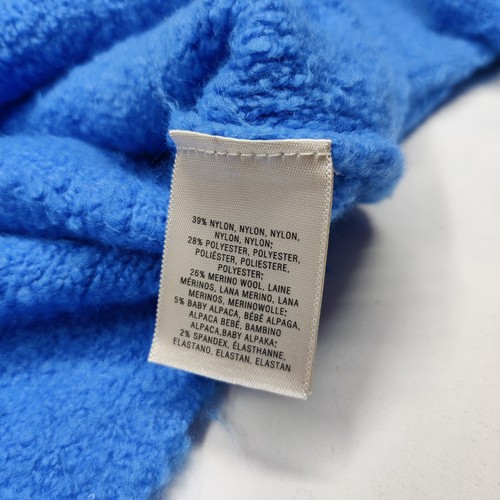 39% NYLON, NYLON, NYLON,
NYLON, NYLON;
28% POLYESTER, POLYESTER,
POLIÉSTER, POLIESTERE,
POLYESTER;
26% MERINO WOOL, LAINE
MÉRINOS, LANA MERINO, LANA
MERINOS, MERINOWOLLE;
5% BABY ALPACA, BÉBÉ ALPAGA,
ALPACA BEBÉ, BAMBINO
ALPACA,BABY ALPAKA;
2% SPANDEX, ÉLASTHANNE,
ELASTANO, ELASTAN, ELASTAN